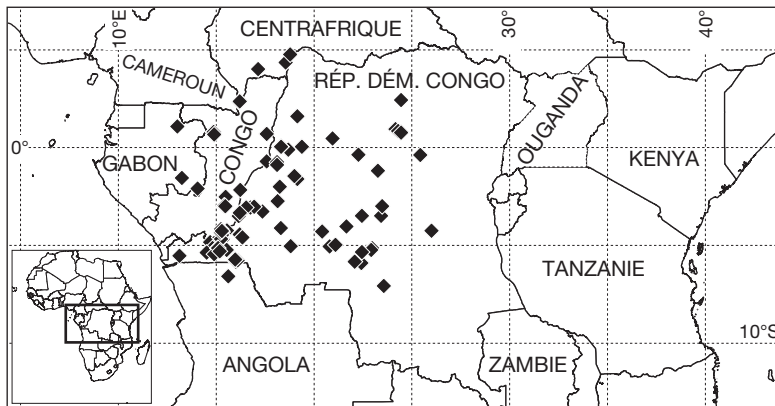 CENTRAFRIQUE
10°E
30°
40°
CAMEROUN
RÉP. DÉM. CONGO
OUGANDA
CONGO
0°
GABON
KENYA
TANZANIE
10°S
ANGOLA
ZAMBIE